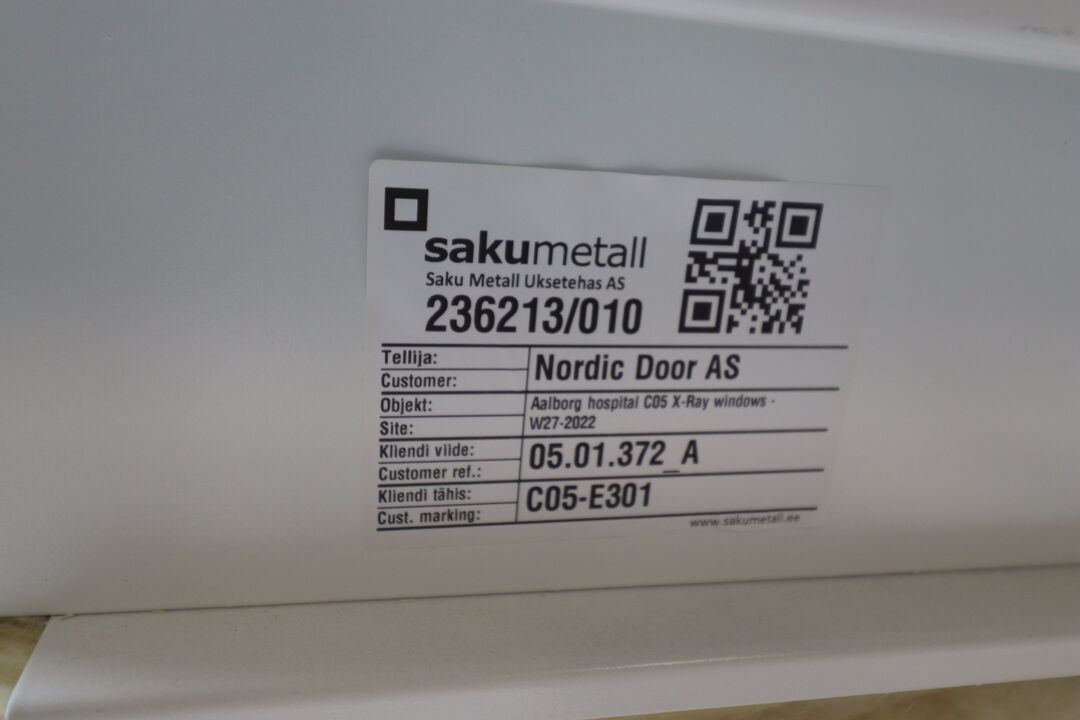 sakumetall
Saku Metall Uksetehas AS
236213/010
Tellija:
Customer:
Nordic Door AS
Objekt:
Site:
Aalborg hospital C05 X-Ray windows -
W27-2022
Kliendi viide:
Customer ref.:
05.01.372_A
Kliendi tähis:
Cust. marking:
C05-E301
www.sakumetall.ee